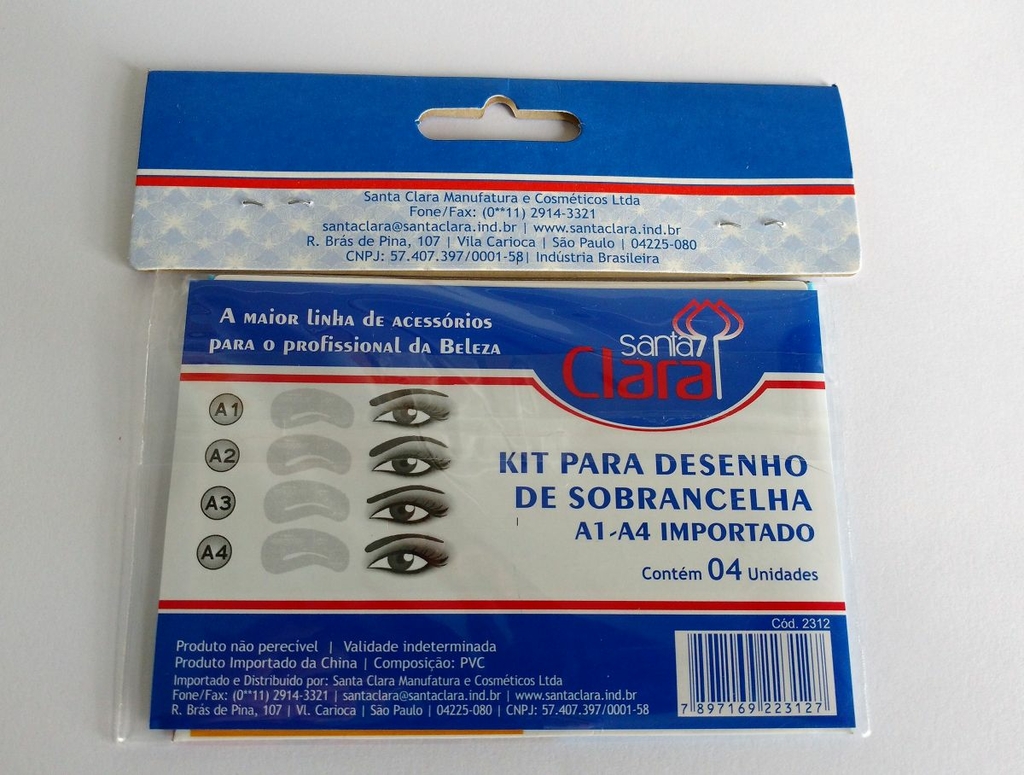 Santa Clara Manufatura e Cosméticos Ltda
Fone/Fax: (0**11) 2914-3321
santaclara@santaclara.ind.br | www.santaclara.ind.br
R. Brás de Pina, 107 | Vila Carioca | São Paulo | 04225-080
CNPJ: 57.407.397/0001-58| Indústria Brasileira
A maior linha de acessórios
para o profissional da Beleza
santa
Clara
A1
A2
A3
A4
KIT PARA DESENHO
DE SOBRANCELHA
A1-A4 IMPORTADO
Contém 04 Unidades
Cód. 2312
Produto não perecível | Validade indeterminada
Produto Importado da China | Composição: PVC
Importado e Distribuído por: Santa Clara Manufatura e Cosméticos Ltda
Fone/Fax: (0**11) 2914-3321 | santaclara@santaclara.ind.br | www.santaclara.ind.br
R. Brás de Pina, 107 | Vl. Carioca | São Paulo | 04225-080 | CNPJ: 57.407.397/0001-58
7 897169 223127